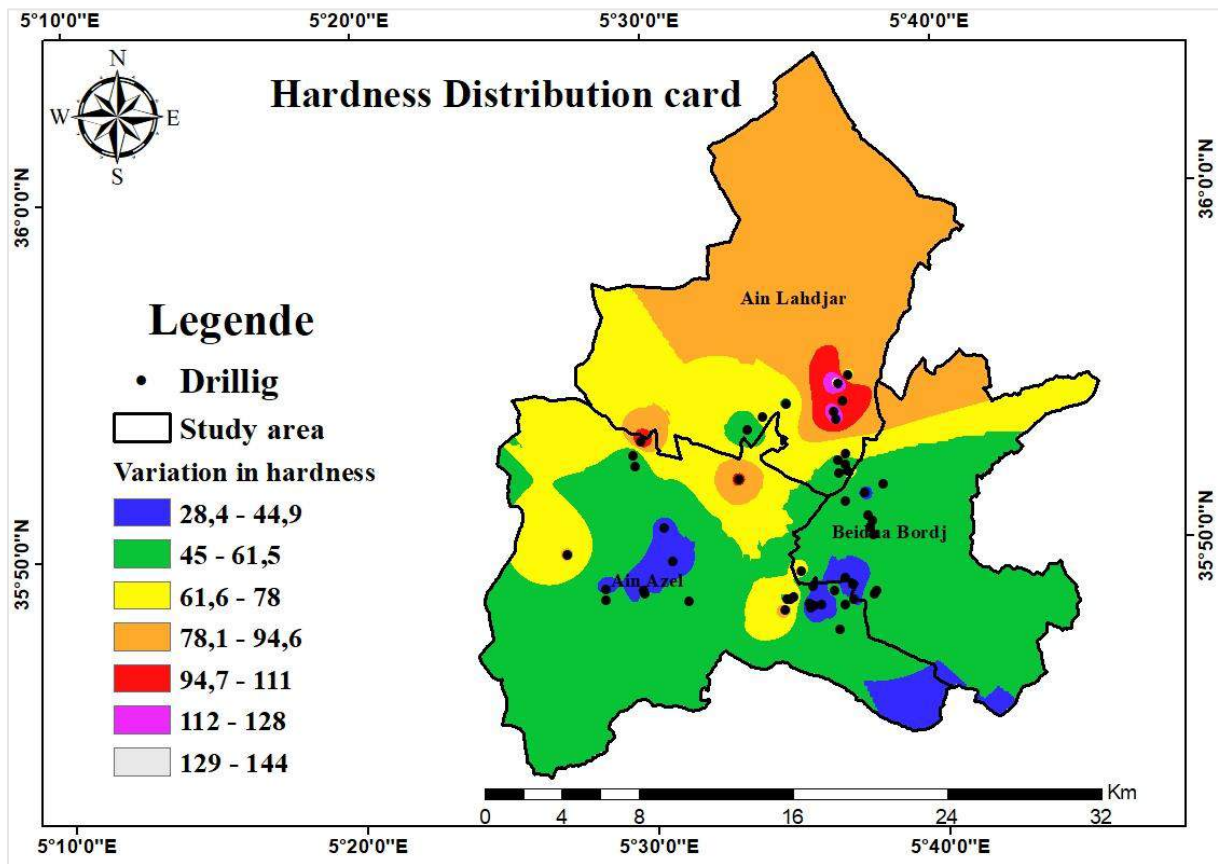 5°10'0"E 5°20'0"E 5°30'0"E 5°40'0"E
N
W E
S
Hardness Distribution card
36°0'0"N
36°0'0"N
Ain Lahdjar
Legende
Drillig
Study area
Variation in hardness
28,4 - 44,9
45 - 61,5
61,6 - 78
78,1 - 94,6
94,7 - 111
112 - 128
129 - 144
35°50'0"N
35°50'0"N
Beidha Bordj
Ain Azel
Km
0 4 8 16 24 32
5°10'0"E 5°20'0"E 5°30'0"E 5°40'0"E